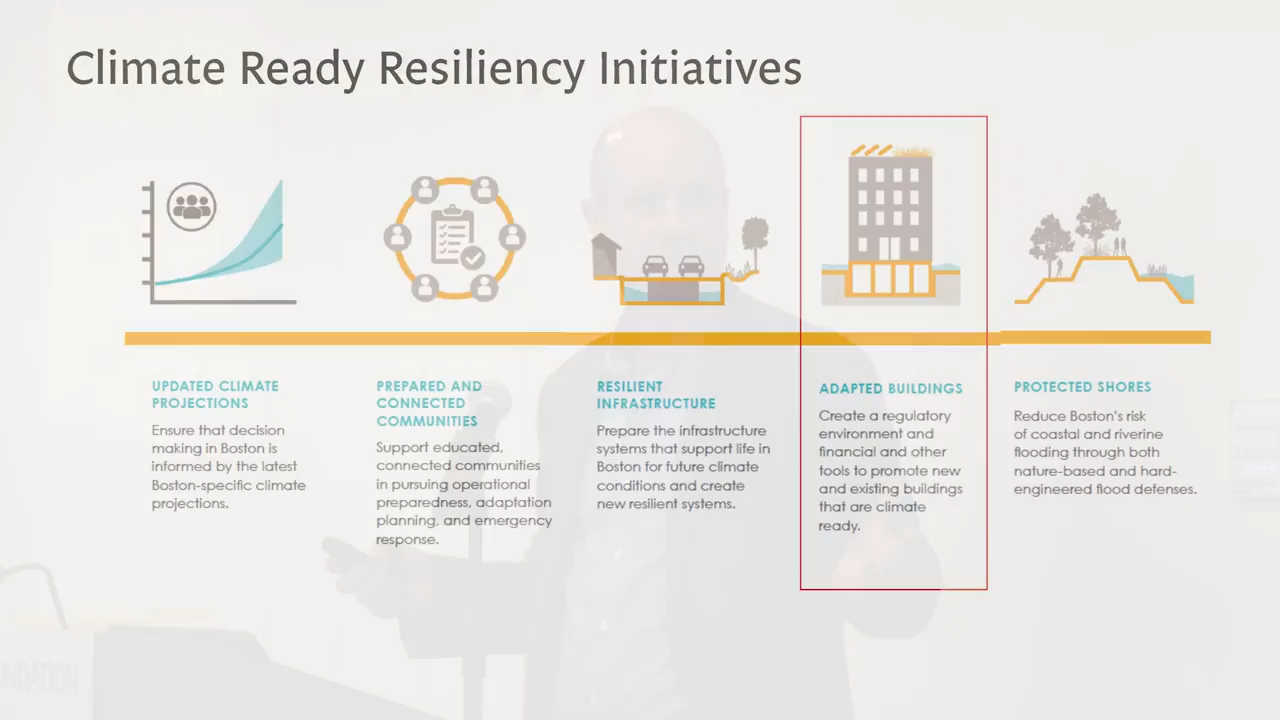 Climate Ready Resiliency Initiatives
UPDATED CLIMATE
PROJECTIONS
Ensure that decision
making in Boston is
informed by the latest
Boston-specific climate
projections.
PREPARED AND
CONNECTED
COMMUNITIES
Support educated,
connected communities
in pursuing operational
preparedness, adaptation
planning, and emergency
response.
RESILIENT
INFRASTRUCTURE
Prepare the infrastructure
systems that support life in
Boston for future climate
conditions and create
new resilient systems.
ADAPTED BUILDINGS
Create a regulatory
environment and
financial and other
tools to promote new
and existing buildings
that are climate
ready.
PROTECTED SHORES
Reduce Boston's risk
of coastal and riverine
flooding through both
nature-based and hard-
engineered flood defenses.